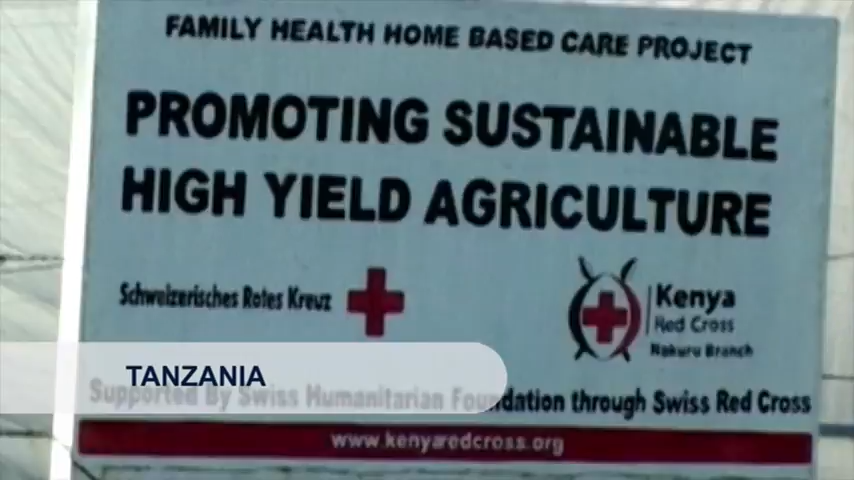 FAMILY HEALTH HOME BASED CARE PROJECT
PROMOTING SUSTAINABLE
HIGH YIELD AGRICULTURE
Schweizerisches Rotes Kreuz
Kenya
Red Cross
Nakuru Branch
TANZANIA
Supported By Swiss Humanitarian Foundation through Swiss Red Cross
www.kenyaredcross.org